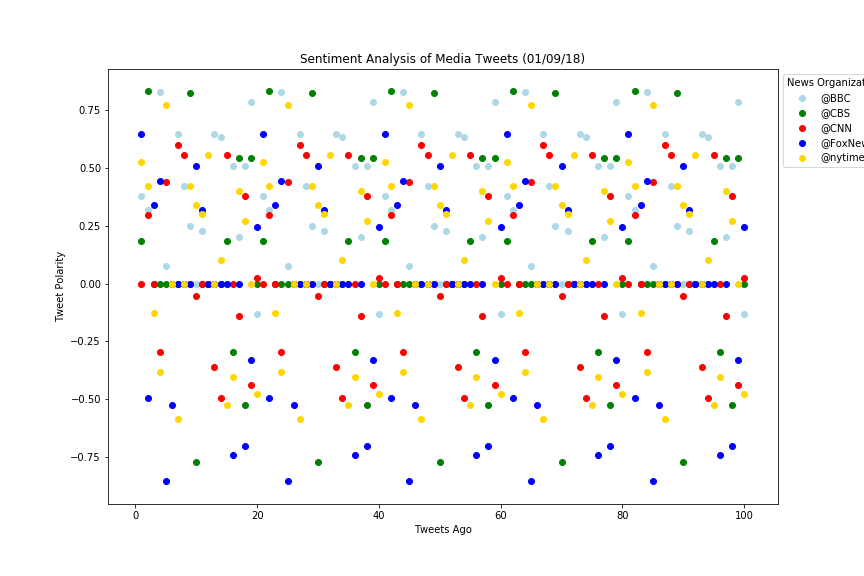 Sentiment Analysis of Media Tweets (01/09/18)
News Organizat
@BBC
@CBS
@CNN
@FoxNew
@nytime
Tweet Polarity
0.75
0.50
0.25
0.00
−0.25
−0.50
−0.75
0 20 40 60 80 100
Tweets Ago